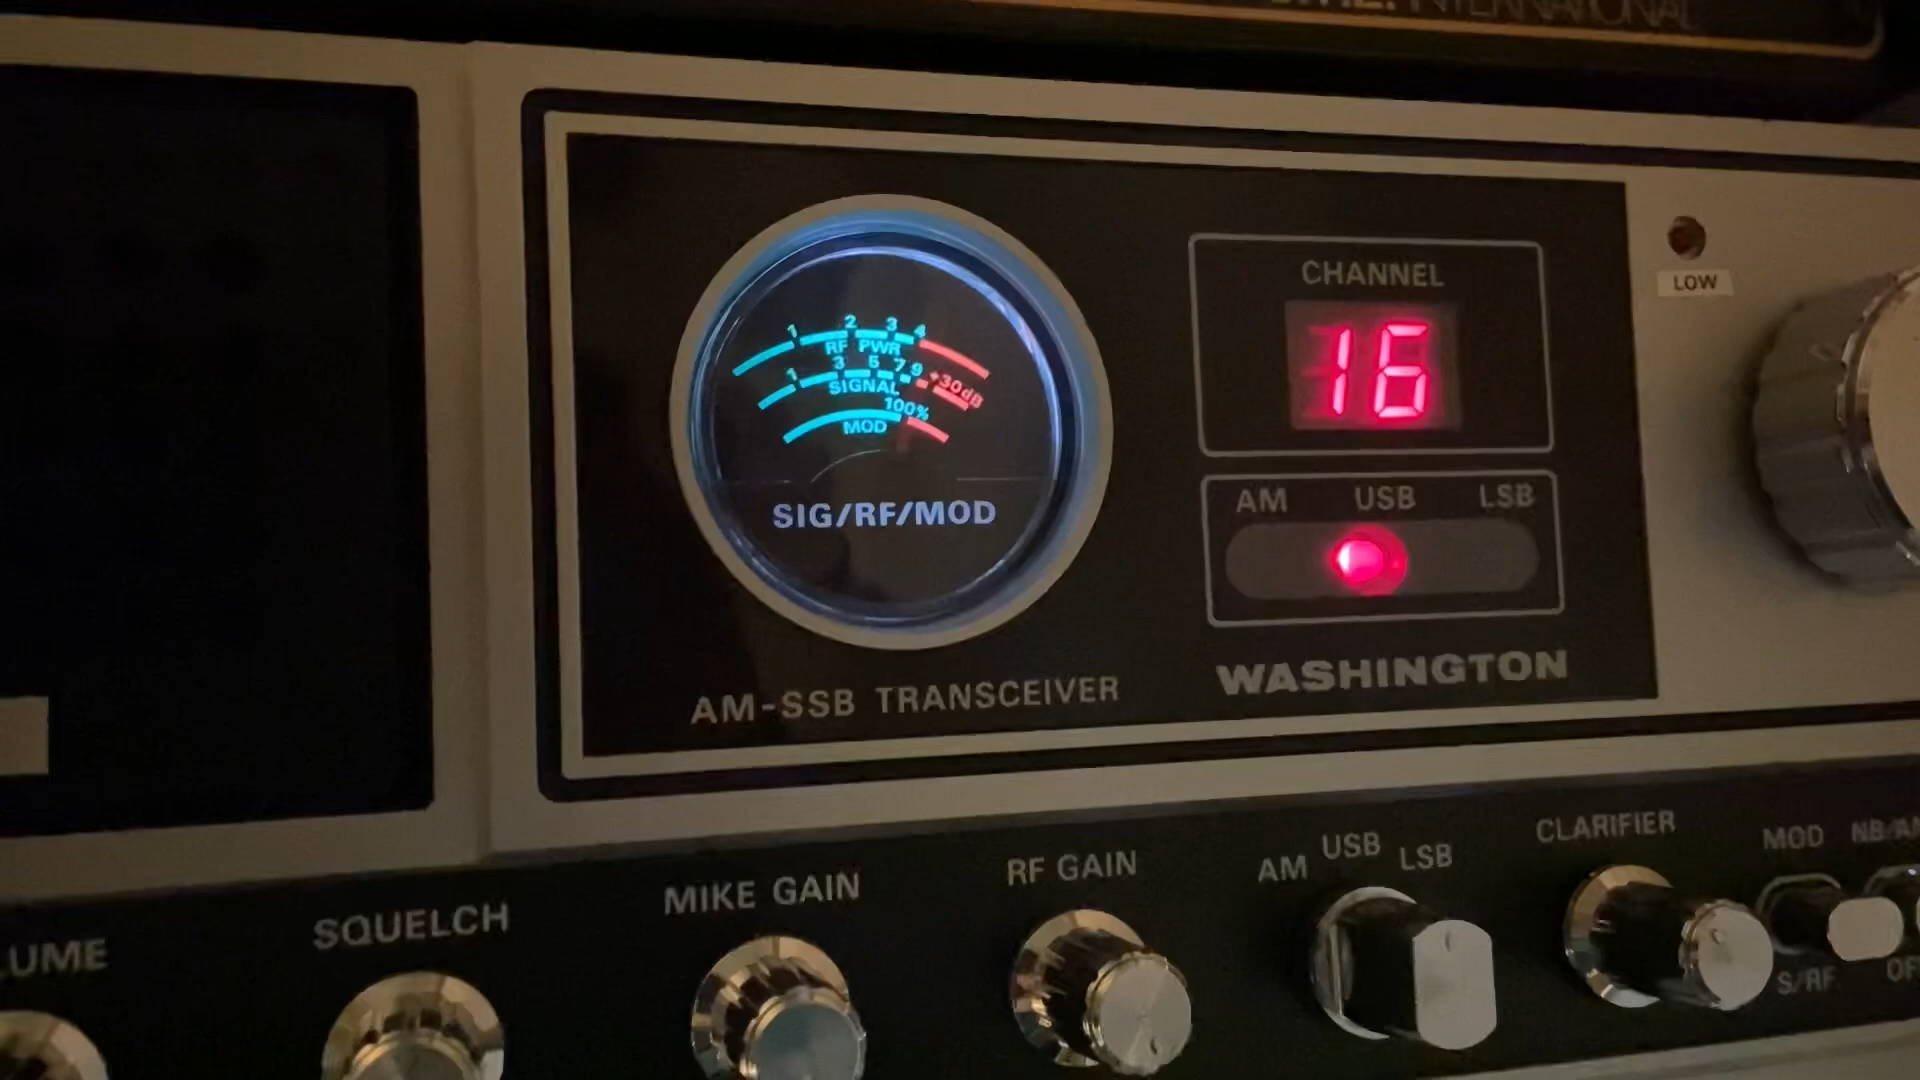 INTERNATIONAL
CHANNEL
16
LOW
1 2 3 4
RF PWR
1 3 5 7 9 +30dB
SIGNAL
100%
MOD
SIG/RF/MOD
AM USB LSB
WASHINGTON
AM-SSB TRANSCEIVER
SQUELCH
MIKE GAIN
RF GAIN
AM USB LSB
CLARIFIER
MOD
S/RF